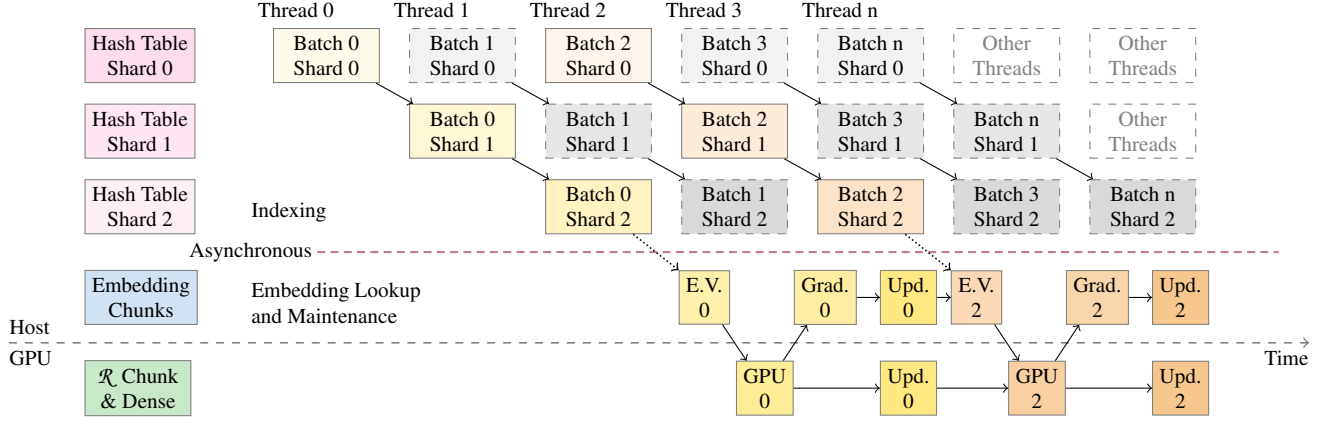 Thread 0 Thread 1 Thread 2 Thread 3 Thread n
Hash Table Batch 0 Batch 1 Batch 2 Batch 3 Batch n Other Other
Shard 0 Shard 0 Shard 0 Shard 0 Shard 0 Shard 0 Threads Threads
Hash Table Batch 0 Batch 1 Batch 2 Batch 3 Batch n Other
Shard 1 Shard 1 Shard 1 Shard 1 Shard 1 Shard 1 Threads
Hash Table Batch 0 Batch 1 Batch 2 Batch 3 Batch n
Shard 2 Indexing Shard 2 Shard 2 Shard 2 Shard 2 Shard 2
Asynchronous
Embedding Embedding Lookup E.V. Grad. Upd. E.V. Grad. Upd.
Chunks and Maintenance 0 0 0 2 2 2
Host
GPU Time
ℛ Chunk GPU Upd. GPU Upd.
& Dense 0 0 2 2